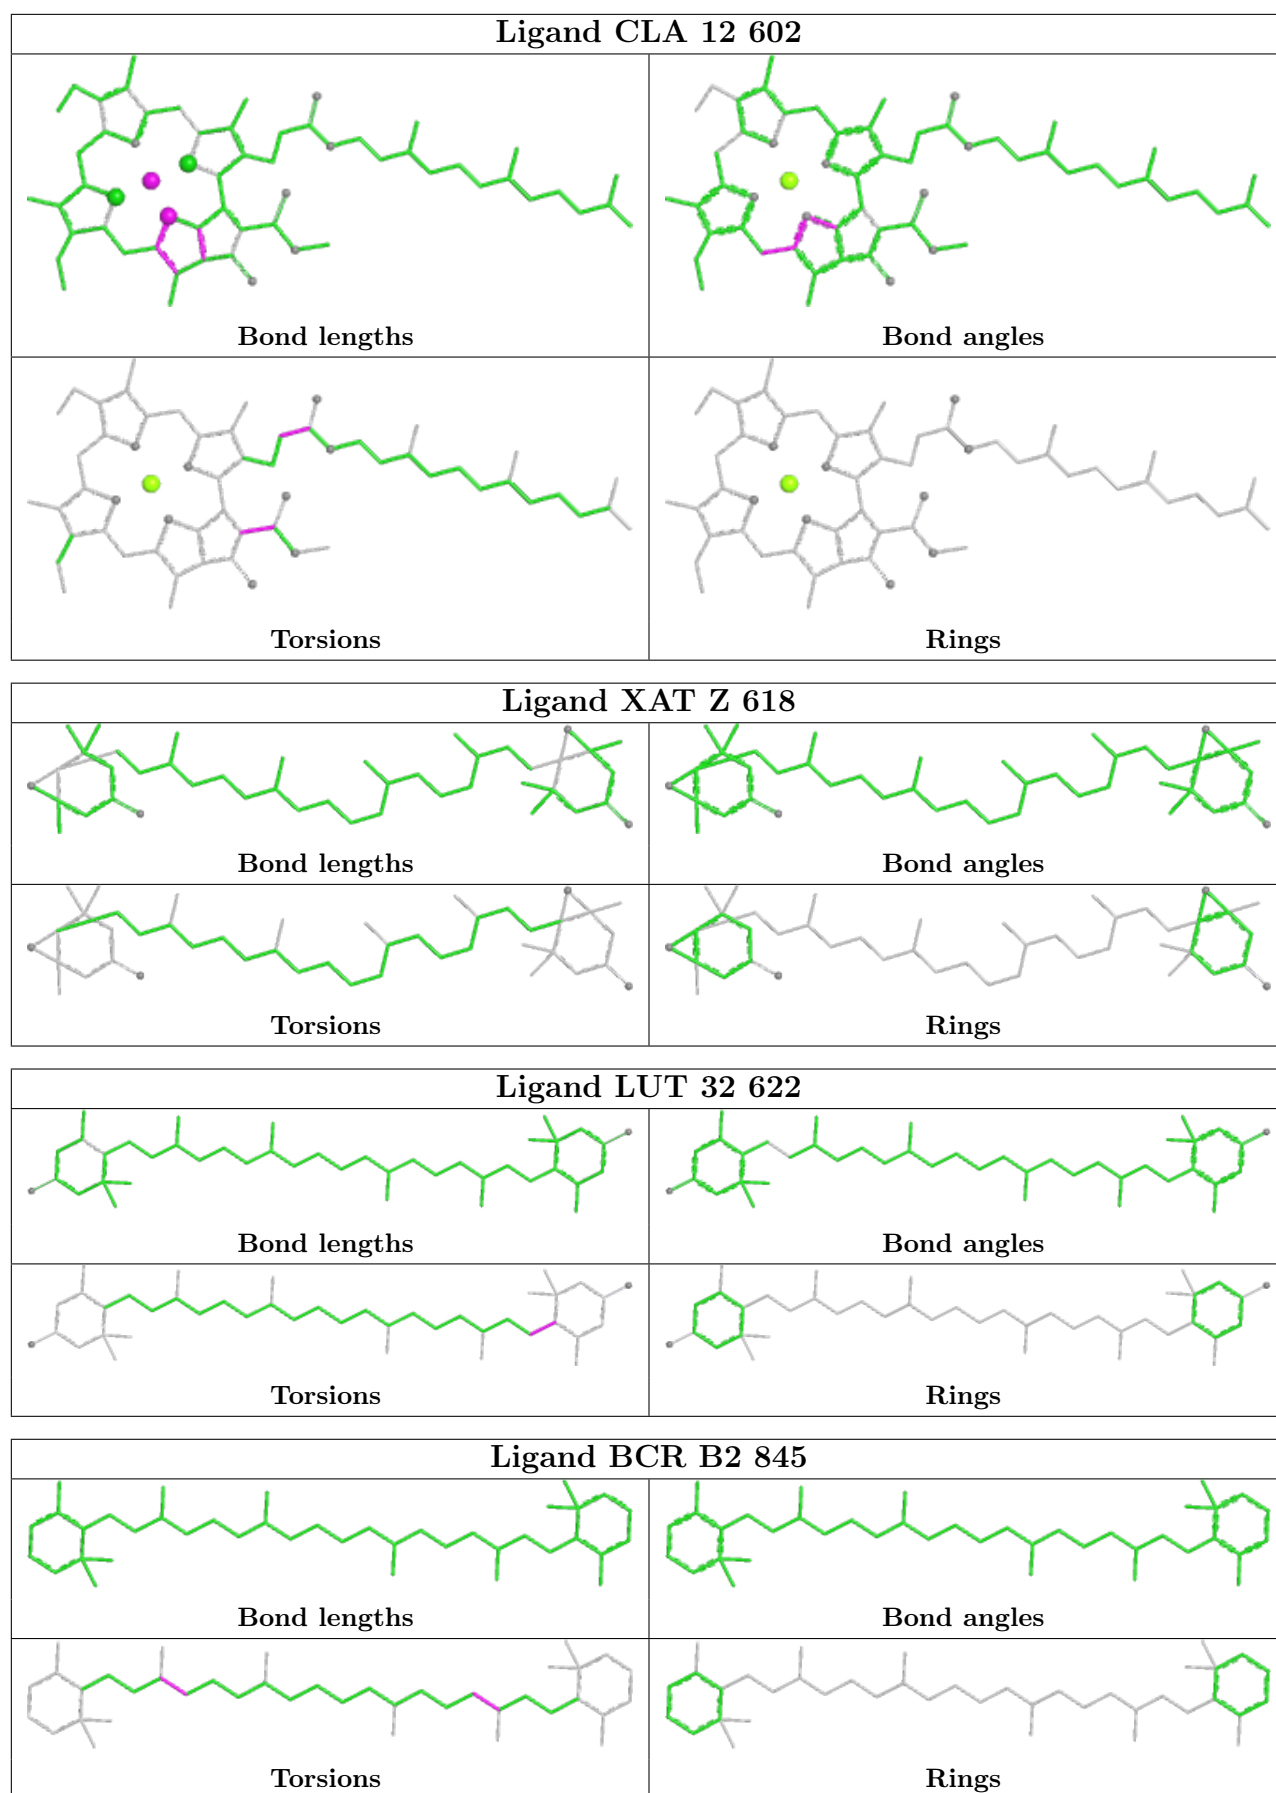 Ligand CLA 12 602
Bond lengths
Bond angles
Torsions
Rings
Ligand XAT Z 618
Bond lengths
Bond angles
Torsions
Rings
Ligand LUT 32 622
Bond lengths
Bond angles
Torsions
Rings
Ligand BCR B2 845
Bond lengths
Bond angles
Torsions
Rings